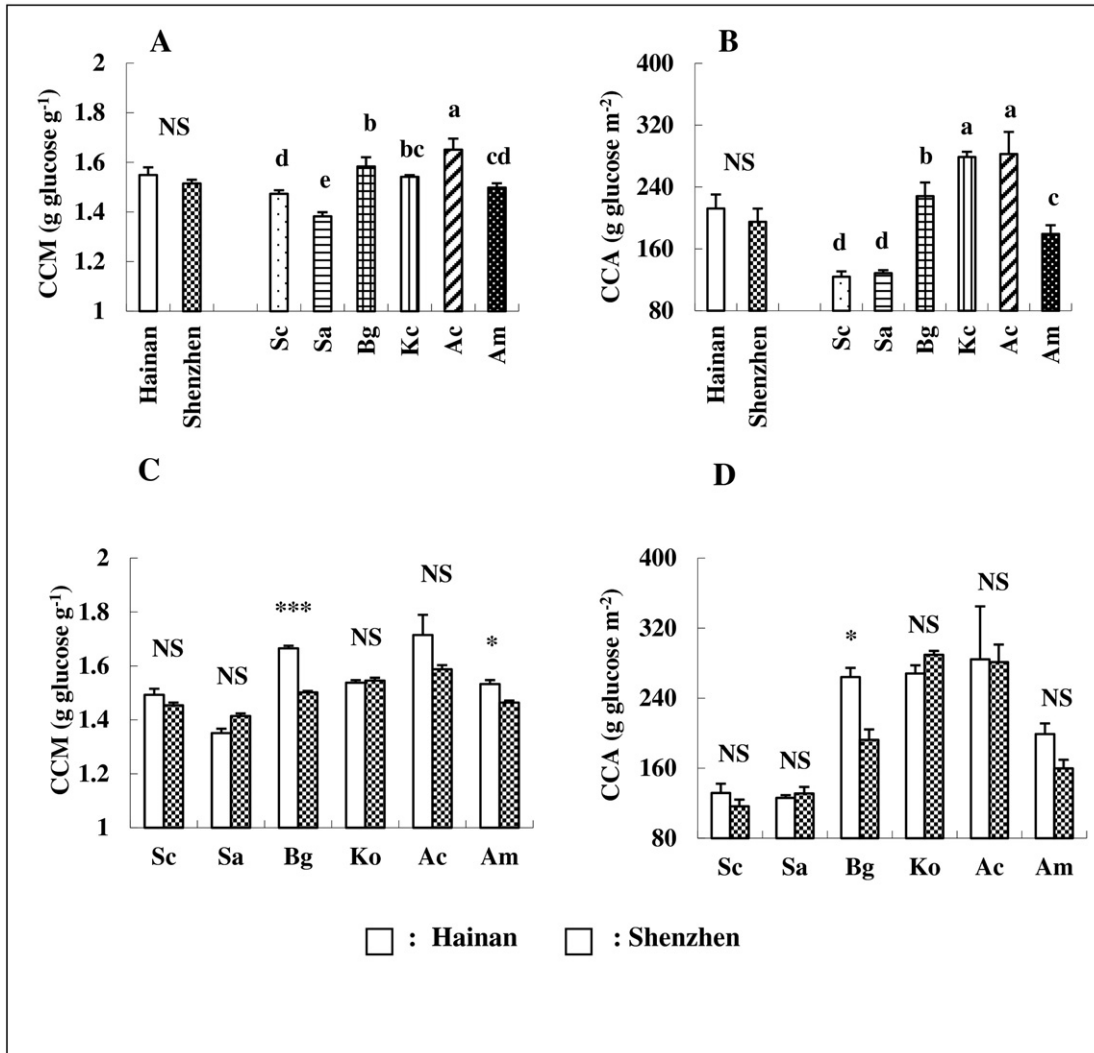 A
B
2
1.8
1.6
1.4
1.2
1
CCM (g glucose g⁻¹)
NS
d
e
b
bc
a
cd
Hainan
Shenzhen
Sc
Sa
Bg
Kc
Ac
Am
400
320
240
160
80
CCA (g glucose m⁻²)
NS
d
d
b
a
a
c
Hainan
Shenzhen
Sc
Sa
Bg
Kc
Ac
Am
C
D
2
1.8
1.6
1.4
1.2
1
CCM (g glucose g⁻¹)
NS
NS
***
NS
NS
*
Sc Sa Bg Ko Ac Am
400
320
240
160
80
CCA (g glucose m⁻²)
NS
NS
*
NS
NS
NS
Sc Sa Bg Ko Ac Am
: Hainan : Shenzhen